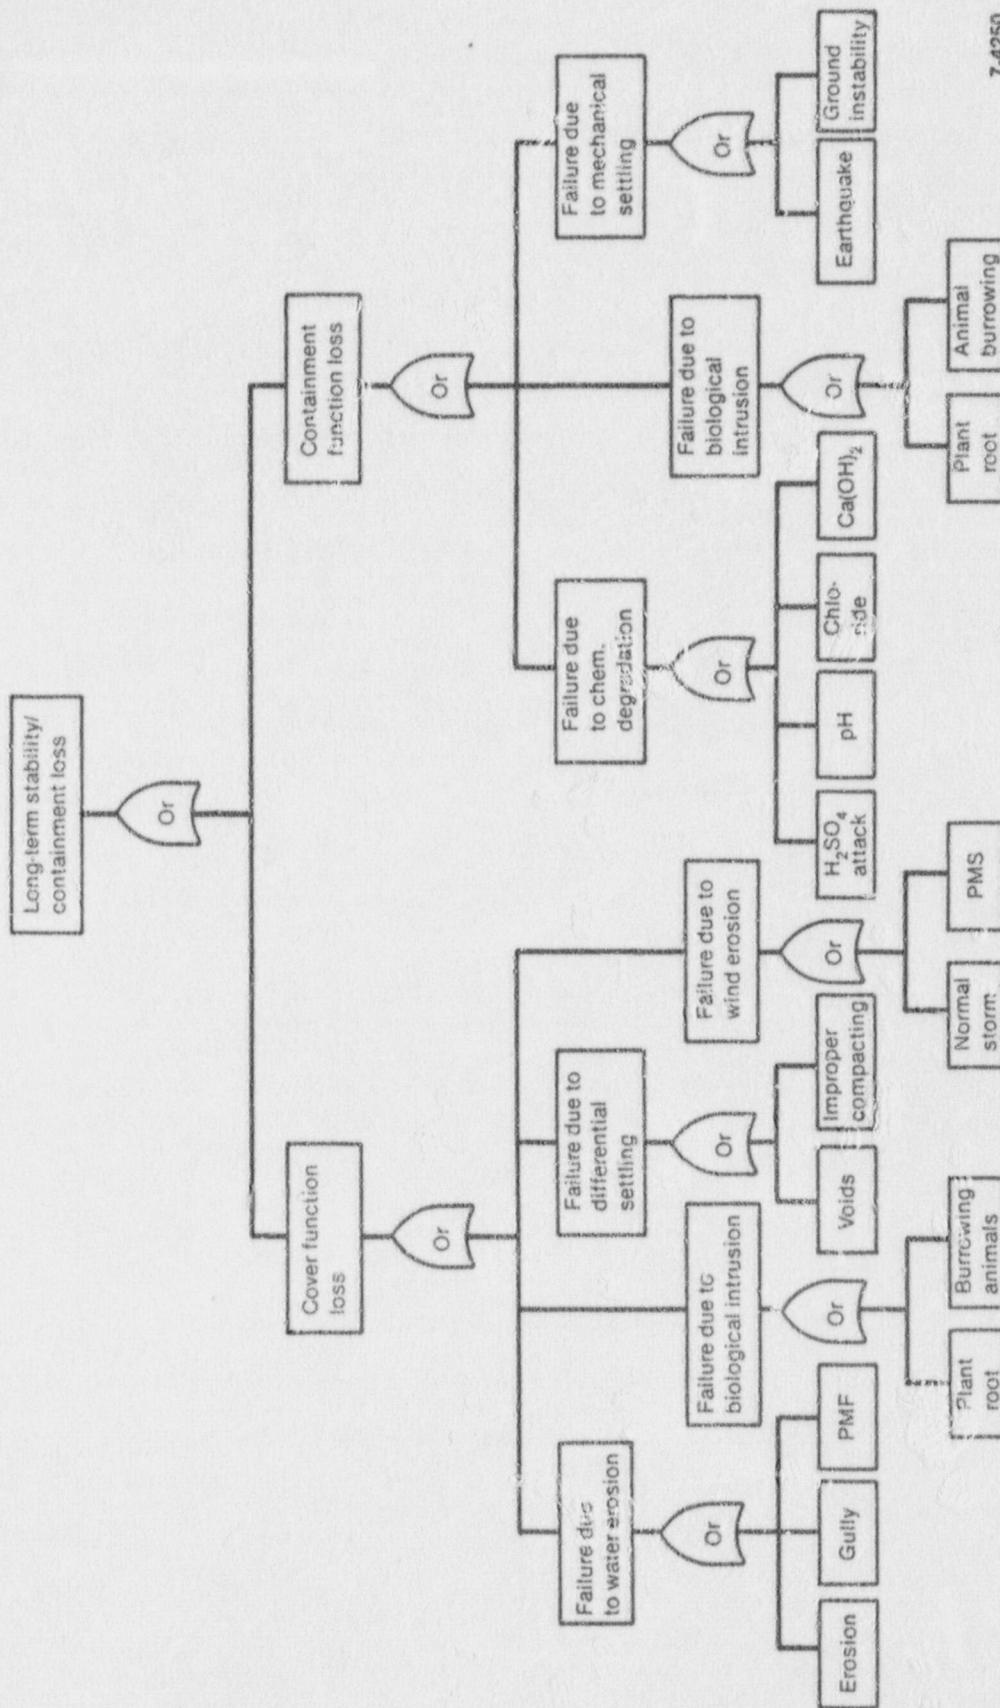 Long-term stability/
containment loss
Or
Cover function
loss
Or
Containment
function loss
Or
Failure due
to water erosion
Or
Erosion
Gully
PMF
Failure due to
biological intrusion
Or
Plant
root
Burrowing
animals
Failure due to
differential
settling
Or
Voids
Improper
compacting
Failure due to
wind erosion
Or
Normal
storm
PMS
Failure due
to chem.
degradation
Or
H₂SO₄
attack
pH
Chlo-
ride
Ca(OH)₂
Failure due to
biological
intrusion
Or
Plant
root
Animal
burrowing
Failure due
to mechanical
settling
Or
Earthquake
Ground
instability
7-4250